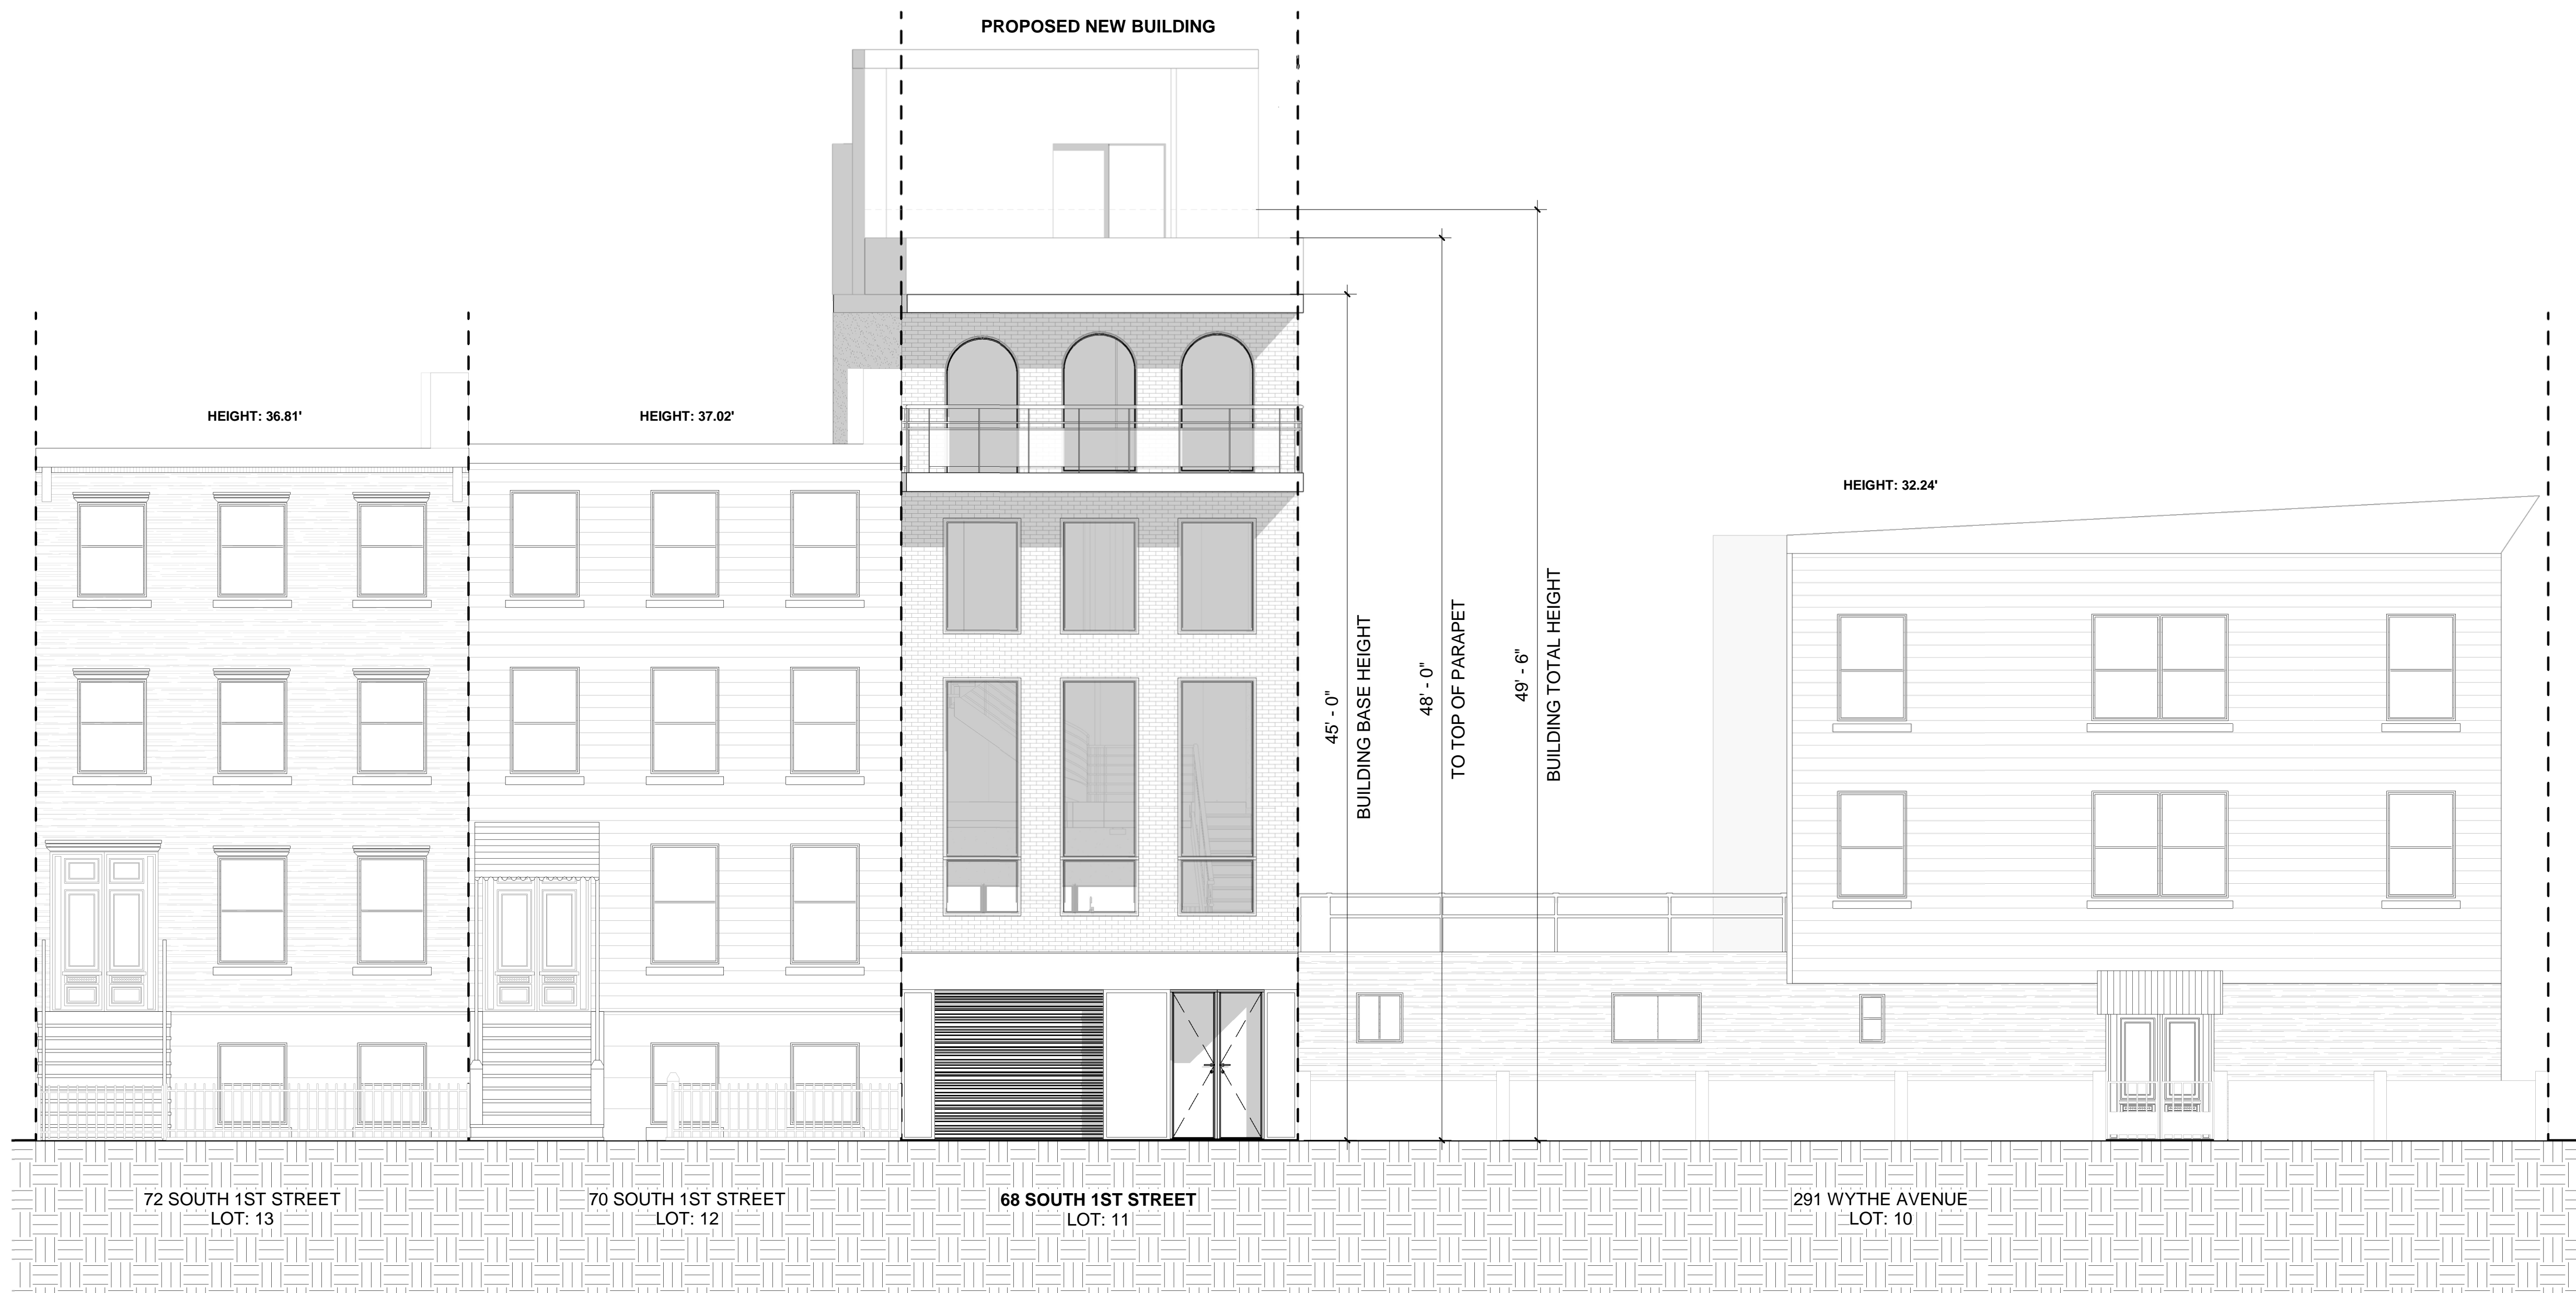 PROPOSED NEW BUILDING
HEIGHT: 36.81'
HEIGHT: 37.02'
HEIGHT: 32.24'
45' - 0"
BUILDING BASE HEIGHT
48' - 0"
TO TOP OF PARAPET
49' - 6"
BUILDING TOTAL HEIGHT
72 SOUTH 1ST STREET
LOT: 13
70 SOUTH 1ST STREET
LOT: 12
68 SOUTH 1ST STREET
LOT: 11
291 WYTHE AVENUE
LOT: 10